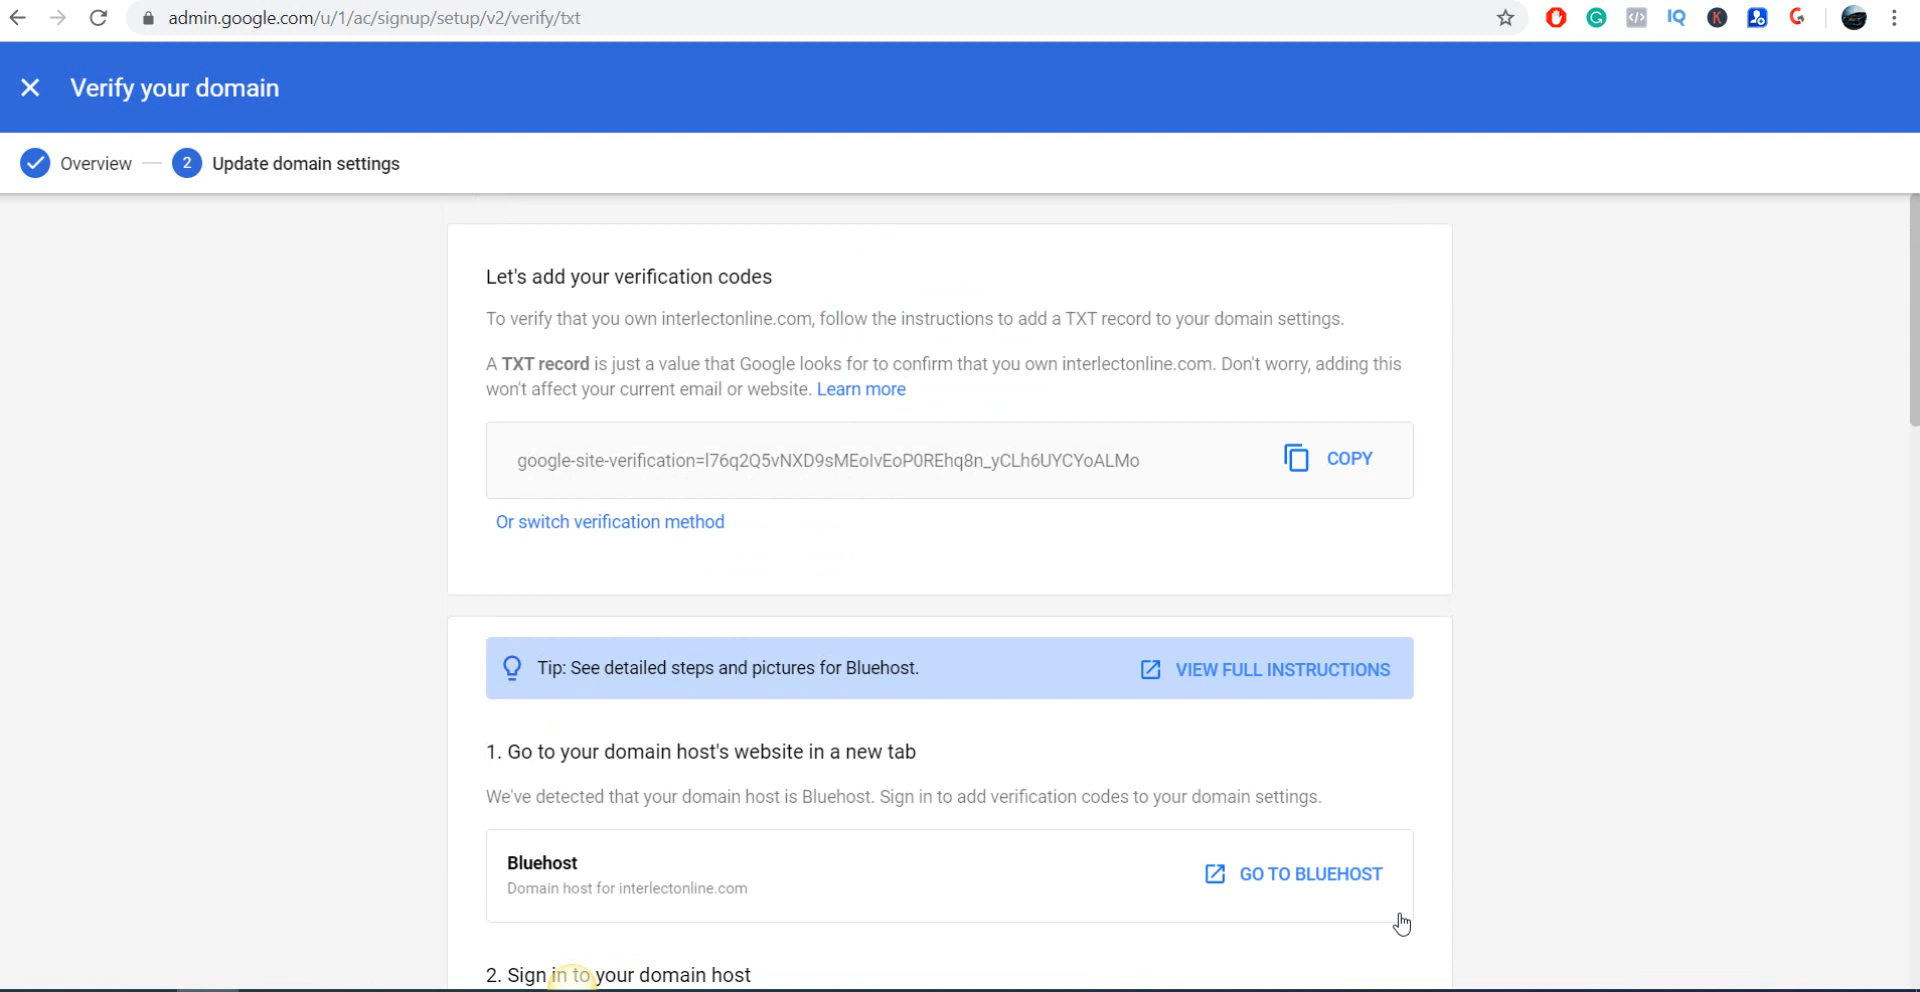 admin.google.com/u/1/ac/signup/setup/v2/verify/txt
IQ
K
Verify your domain
Overview
2 Update domain settings
Let's add your verification codes
To verify that you own interlectonline.com, follow the instructions to add a TXT record to your domain settings.
A TXT record is just a value that Google looks for to confirm that you own interlectonline.com. Don't worry, adding this
won't affect your current email or website. Learn more
google-site-verification=l76q2Q5vNXD9sMEolvEoP0REhq8n_yCLh6UYCYoALMo
COPY
Or switch verification method
Tip: See detailed steps and pictures for Bluehost.
VIEW FULL INSTRUCTIONS
1. Go to your domain host's website in a new tab
We've detected that your domain host is Bluehost. Sign in to add verification codes to your domain settings.
Bluehost
Domain host for interlectonline.com
GO TO BLUEHOST
2. Sign in to your domain host